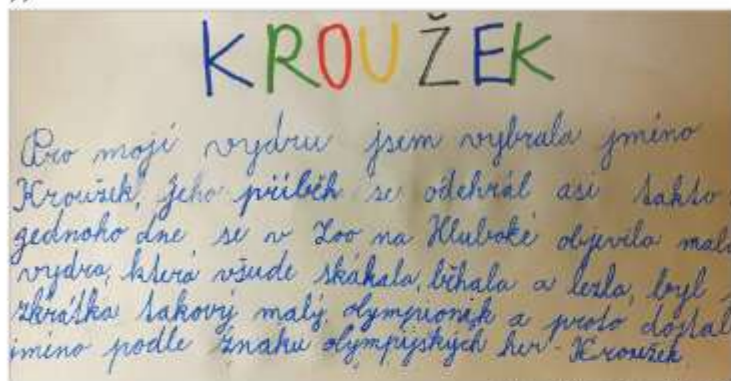 KROUŽEK
Pro moji vydru jsem vybrala jméno
Kroužek, jeho příběh se odehrál asi takto
jednoho dne se v Zoo na Hluboké objevila malá
vydra, která všude skákala, běhala a lezla, byl
zkrátka takový malý olympionik a proto dostal
jméno podle znaku olympijských her - Kroužek.